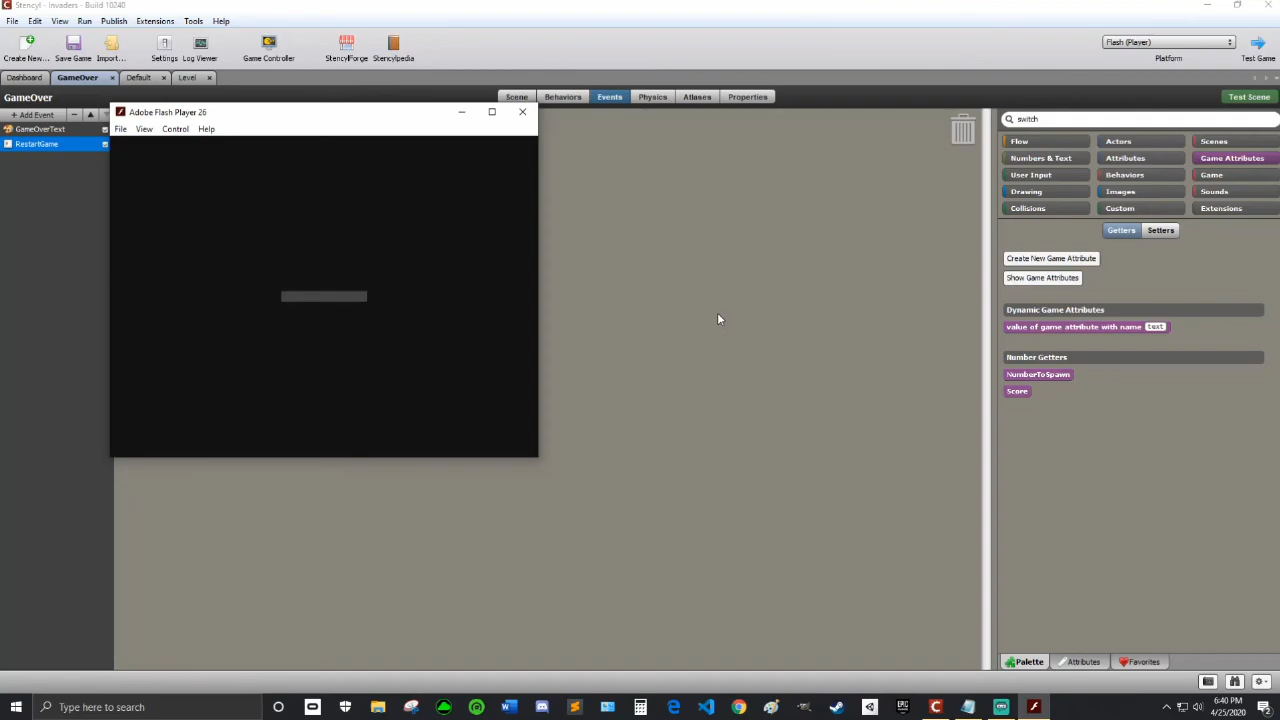 Stencyl - Invaders - Build 10240
File Edit View Run Publish Extensions Tools Help
Create New... Save Game Import... Settings Log Viewer Game Controller StencylForge Stencylpedia Flash (Player) Platform Test Game
Dashboard GameOver × Default × Level ×
GameOver Scene Behaviors Events Physics Atlases Properties Test Scene
+ Add Event
GameOverText
RestartGame
Adobe Flash Player 26
File View Control Help
switch
Flow Actors Scenes
Numbers & Text Attributes Game Attributes
User Input Behaviors Game
Drawing Images Sounds
Collisions Custom Extensions
Getters Setters
Create New Game Attribute
Show Game Attributes
Dynamic Game Attributes
value of game attribute with name text
Number Getters
NumberToSpawn
Score
Palette Attributes Favorites
Type here to search
6:40 PM
4/25/2020